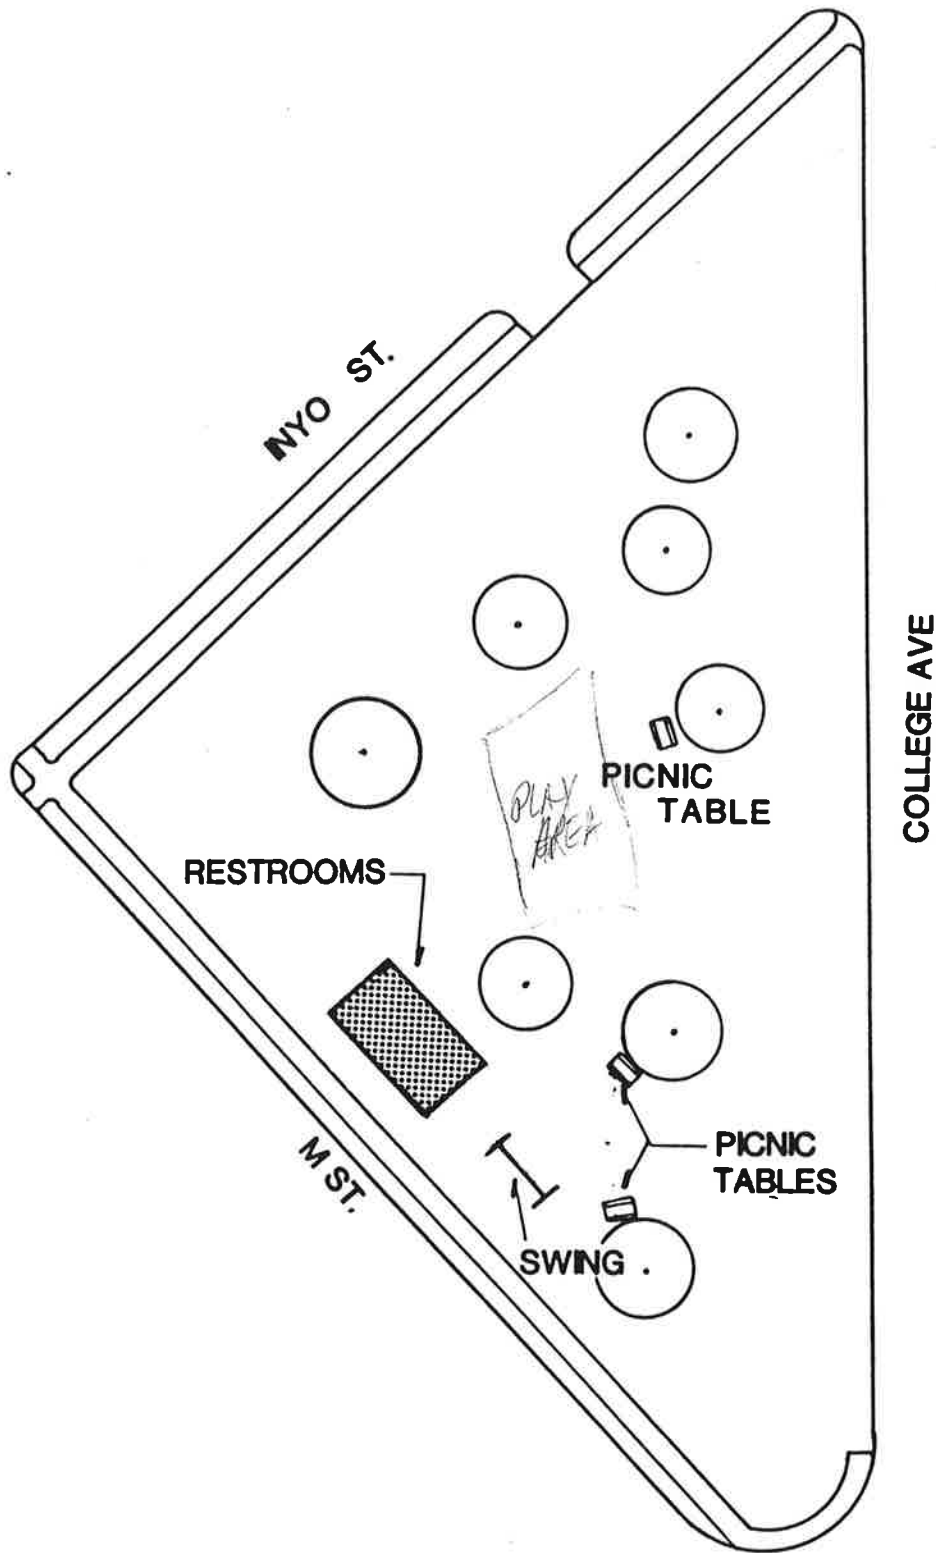 INYO ST.
COLLEGE AVE
PICNIC
TABLE
PLAY
AREA
RESTROOMS
M ST.
PICNIC
TABLES
SWING